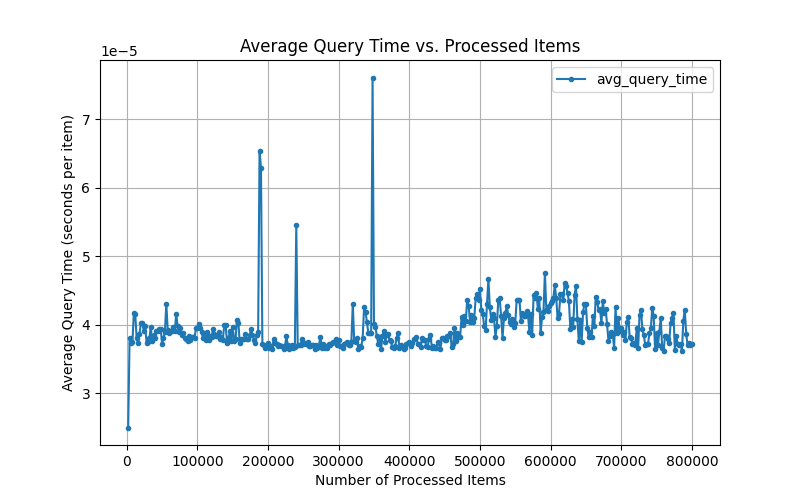 Average Query Time vs. Processed Items
1e−5
avg_query_time
7
6
5
4
3
Average Query Time (seconds per item)
0 100000 200000 300000 400000 500000 600000 700000 800000
Number of Processed Items